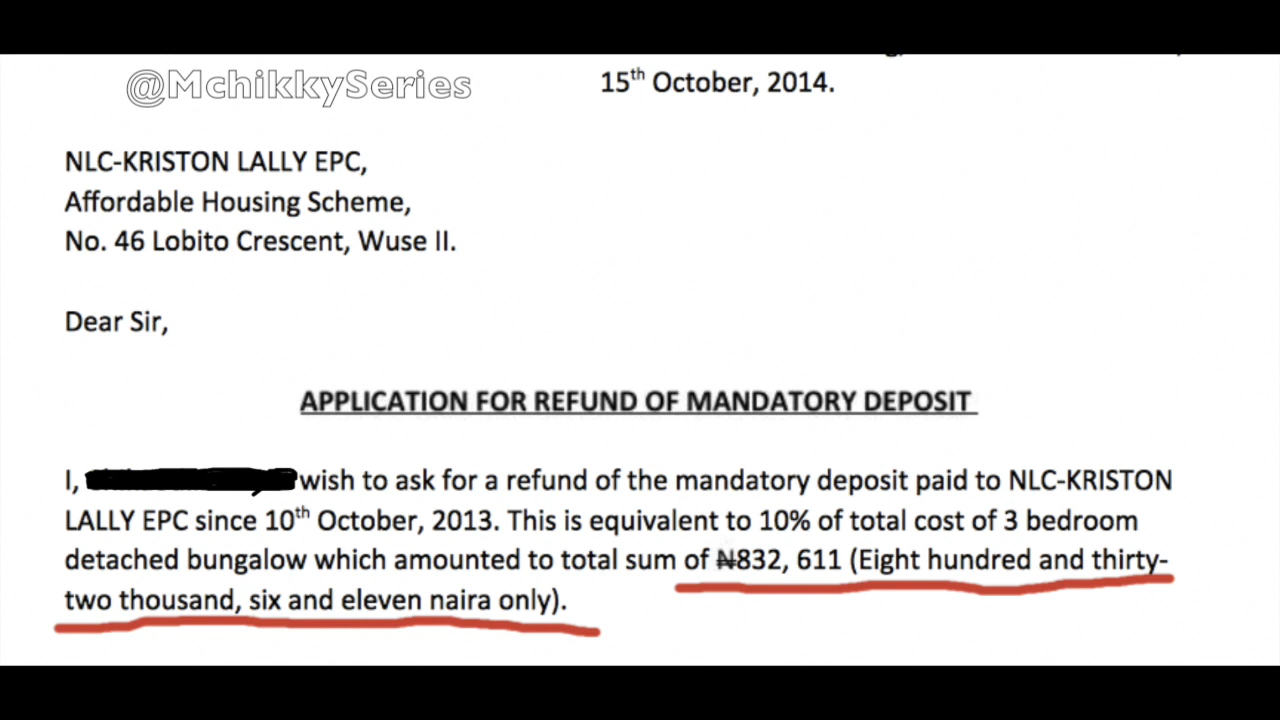 @MchikkySeries
15th October, 2014.
NLC-KRISTON LALLY EPC,
Affordable Housing Scheme,
No. 46 Lobito Crescent, Wuse II.
Dear Sir,
APPLICATION FOR REFUND OF MANDATORY DEPOSIT
I, wish to ask for a refund of the mandatory deposit paid to NLC-KRISTON
LALLY EPC since 10th October, 2013. This is equivalent to 10% of total cost of 3 bedroom
detached bungalow which amounted to total sum of ₦832, 611 (Eight hundred and thirty-
two thousand, six and eleven naira only).